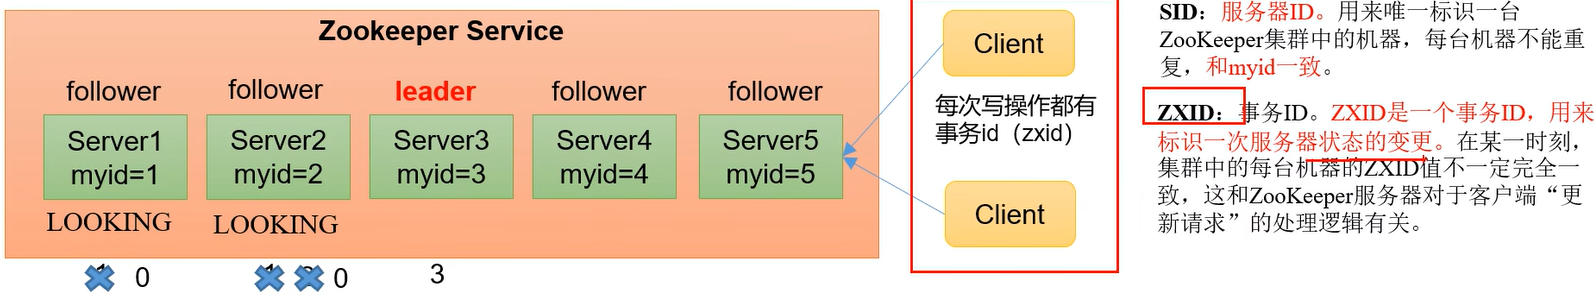 Zookeeper Service
follower
follower
leader
follower
follower
Server1
myid=1
Server2
myid=2
Server3
myid=3
Server4
myid=4
Server5
myid=5
LOOKING
LOOKING
0
0
3
Client
每次写操作都有
事务id（zxid）
Client
SID：服务器ID。用来唯一标识一台
ZooKeeper集群中的机器，每台机器不能重
复，和myid一致。
ZXID：事务ID。ZXID是一个事务ID，用来
标识一次服务器状态的变更。在某一时刻，
集群中的每台机器的ZXID值不一定完全一
致，这和ZooKeeper服务器对于客户端“更
新请求”的处理逻辑有关。